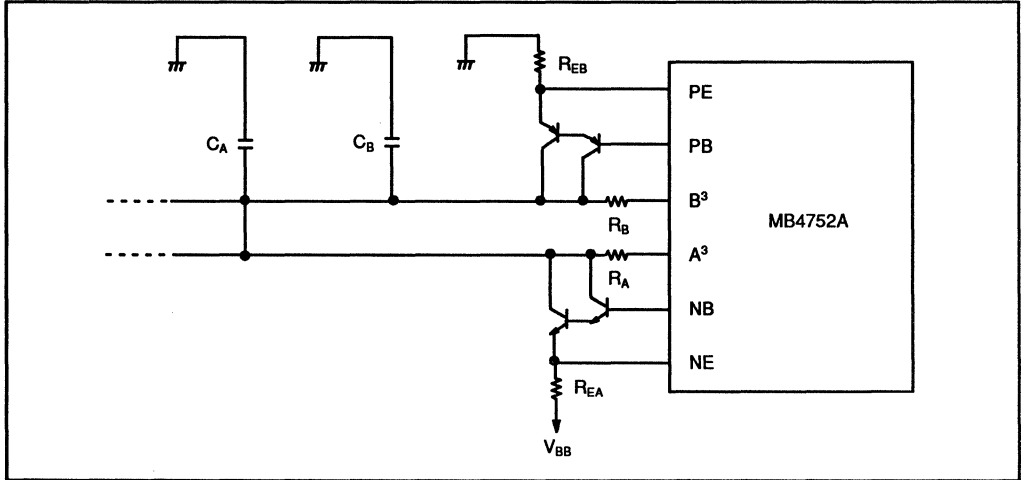 R_EB
PE
C_A
C_B
PB
B³
R_B
MB4752A
A³
R_A
NB
NE
R_EA
V_BB